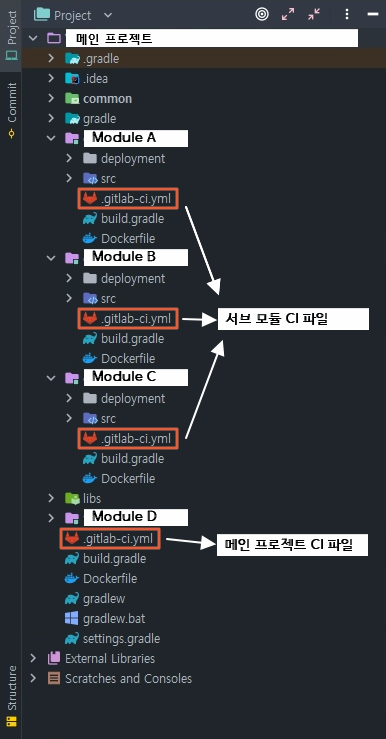 Project
메인 프로젝트
.gradle
.idea
common
gradle
Module A
deployment
src
.gitlab-ci.yml
build.gradle
Dockerfile
Module B
deployment
src
.gitlab-ci.yml
서브 모듈 CI 파일
build.gradle
Dockerfile
Module C
deployment
src
.gitlab-ci.yml
build.gradle
Dockerfile
libs
Module D
.gitlab-ci.yml
메인 프로젝트 CI 파일
build.gradle
Dockerfile
gradlew
gradlew.bat
settings.gradle
External Libraries
Scratches and Consoles
Project
Commit
Structure